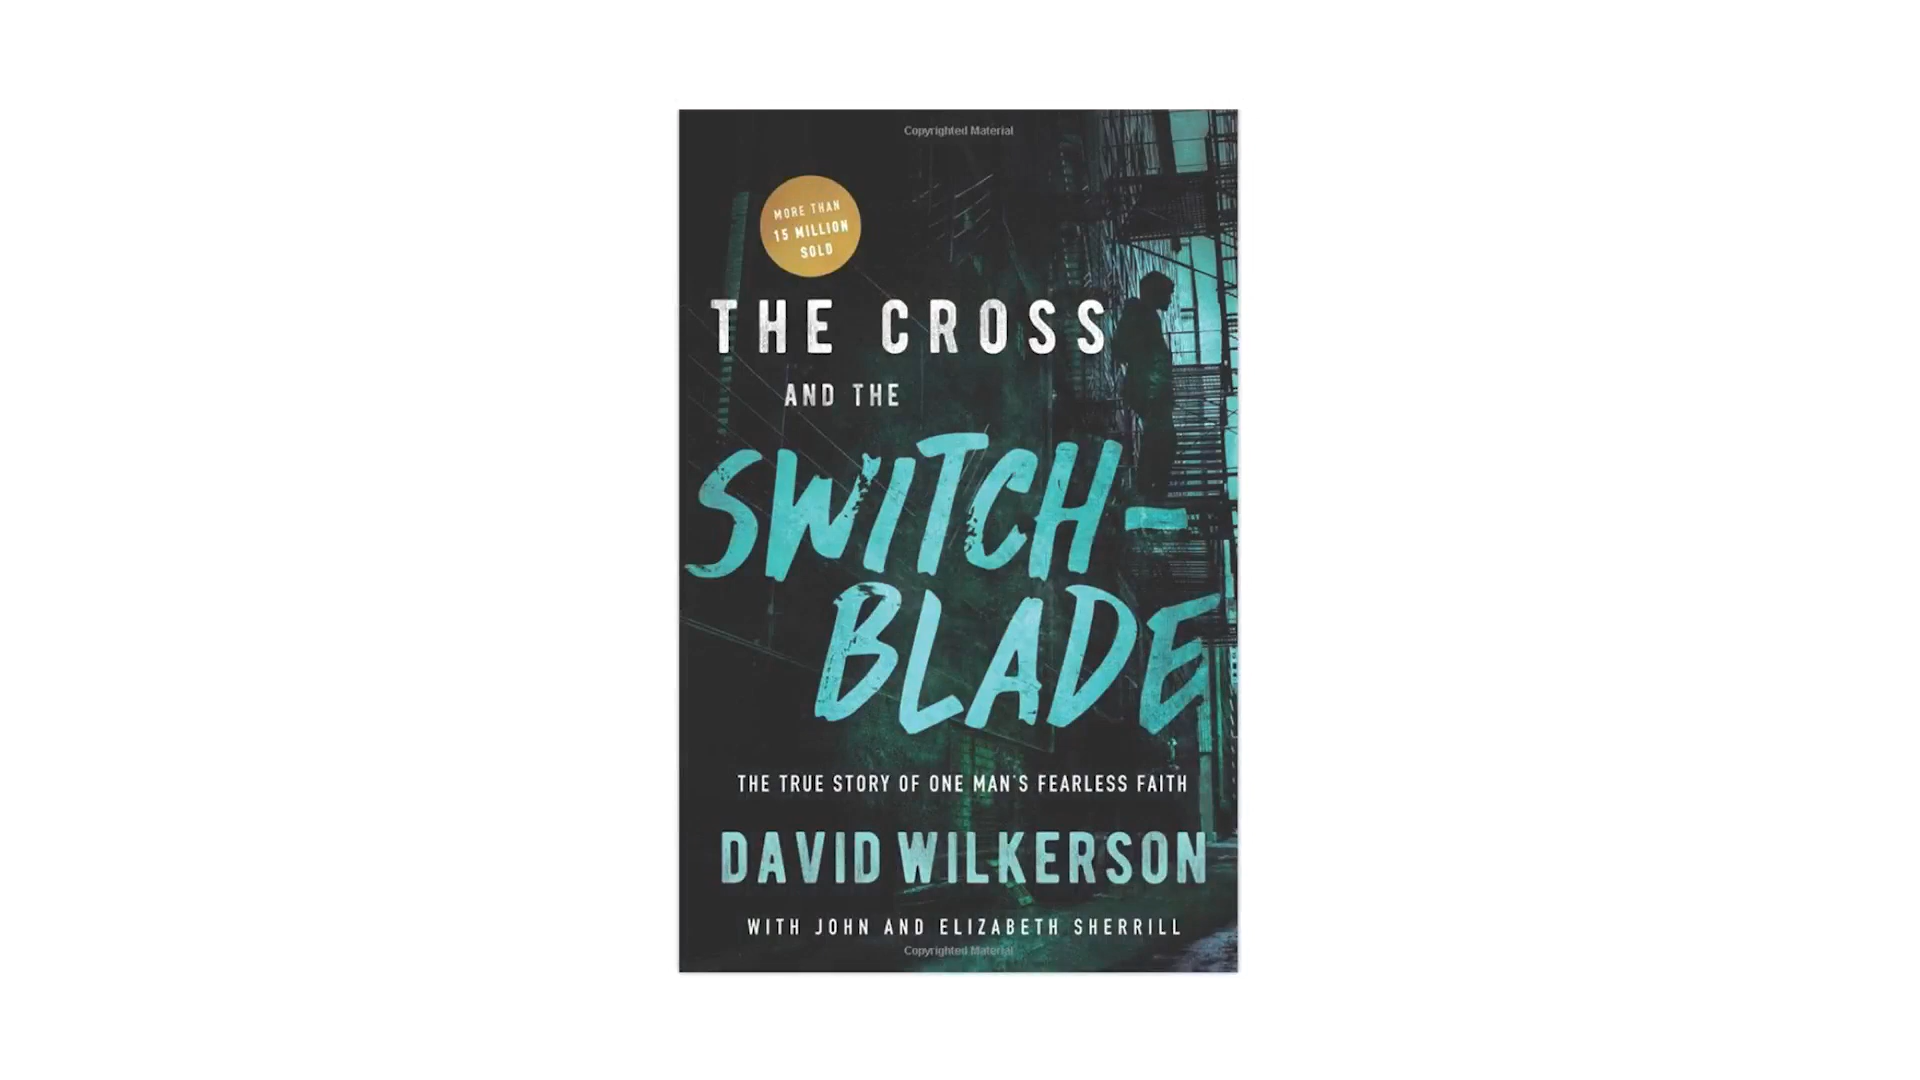 Copyrighted Material
MORE THAN
15 MILLION
SOLD
THE CROSS
AND THE
SWITCH-
BLADE
THE TRUE STORY OF ONE MAN'S FEARLESS FAITH
DAVID WILKERSON
WITH JOHN AND ELIZABETH SHERRILL
Copyrighted Material